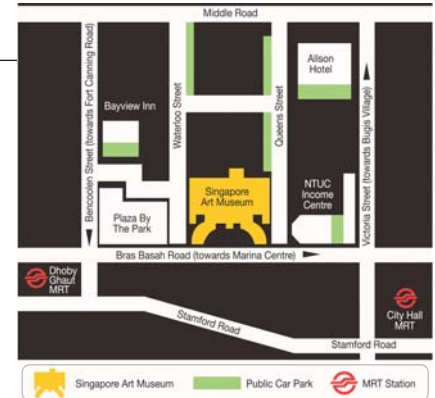 Middle Road
Bencoolen Street (towards Fort Canning Road)
Waterloo Street
Queens Street
Victoria Street (towards Bugis Village)
Alison
Hotel
Bayview Inn
Singapore
Art Museum
NTUC
Income
Centre
Plaza By
The Park
Bras Basah Road (towards Marina Centre)
Dhoby
Ghaut
MRT
City Hall
MRT
Stamford Road
Stamford Road
Singapore Art Museum
Public Car Park
MRT Station